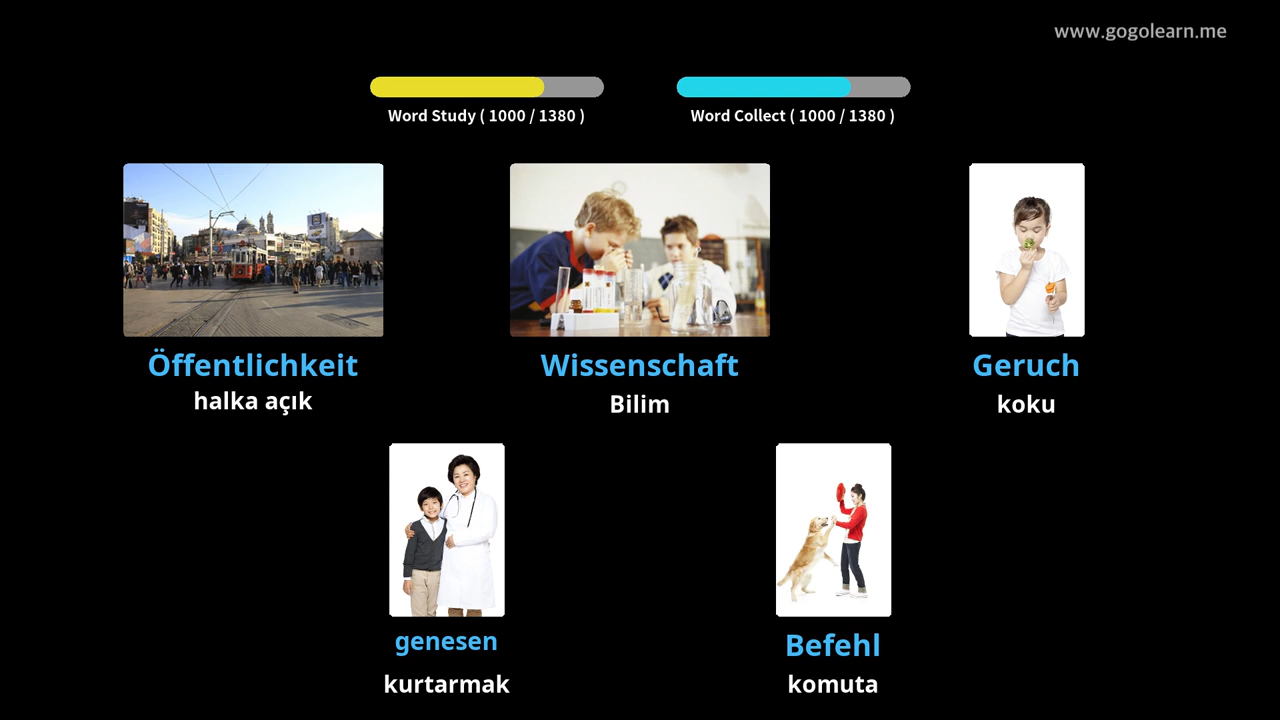 www.gogolearn.me
Word Study ( 1000 / 1380 )
Word Collect ( 1000 / 1380 )
Öffentlichkeit
Wissenschaft
Geruch
halka açık
Bilim
koku
genesen
Befehl
kurtarmak
komuta